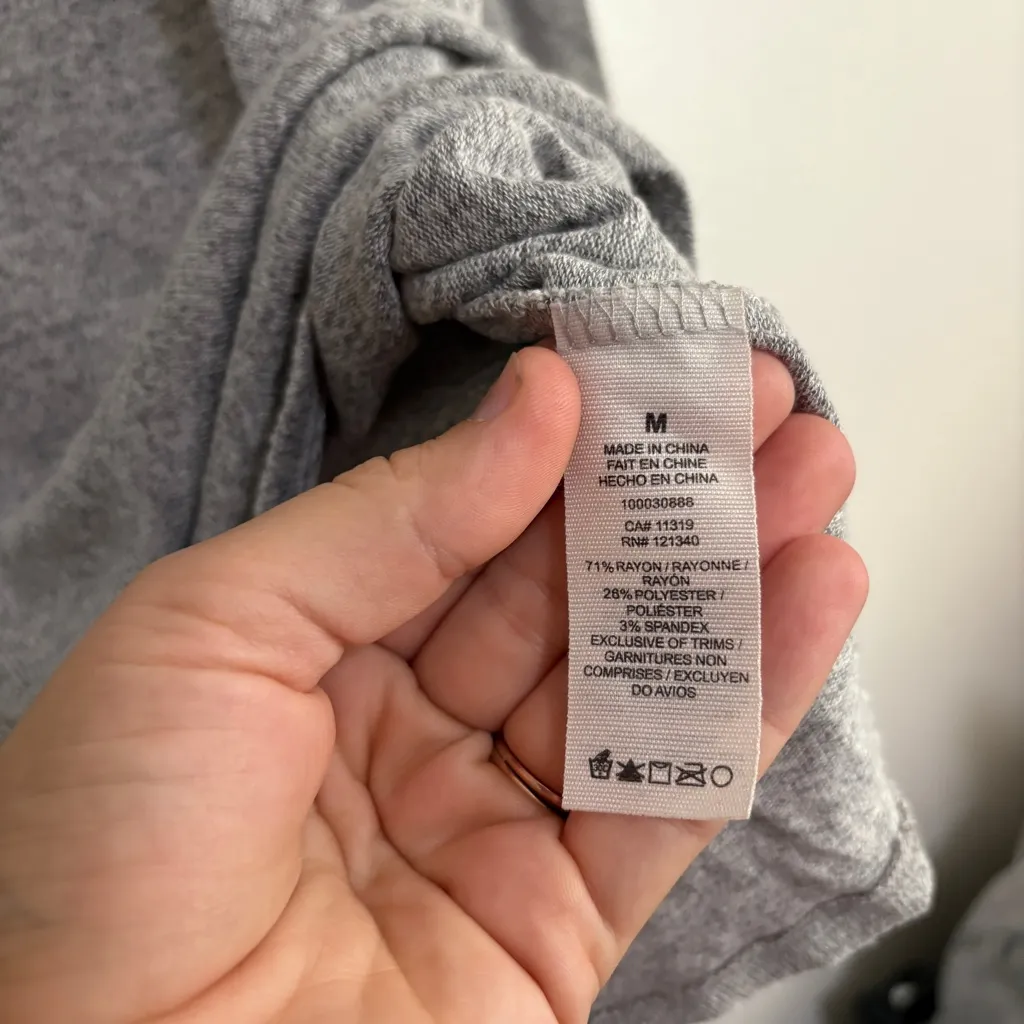 M
MADE IN CHINA
FAIT EN CHINE
HECHO EN CHINA
100030888
CA# 11319
RN# 121340
71% RAYON / RAYONNE /
RAYÓN
26% POLYESTER /
POLIÉSTER
3% SPANDEX
EXCLUSIVE OF TRIMS /
GARNITURES NON
COMPRISES / EXCLUYEN
DO AVIOS